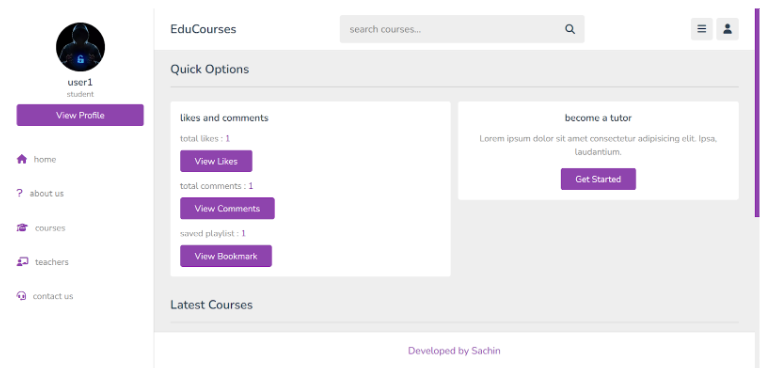 user1
student
View Profile
home
? about us
courses
teachers
contact us
EduCourses
search courses...
Quick Options
likes and comments
total likes : 1
View Likes
total comments : 1
View Comments
saved playlist : 1
View Bookmark
become a tutor
Lorem ipsum dolor sit amet consectetur adipisicing elit. Ipsa,
laudantium.
Get Started
Latest Courses
Developed by Sachin